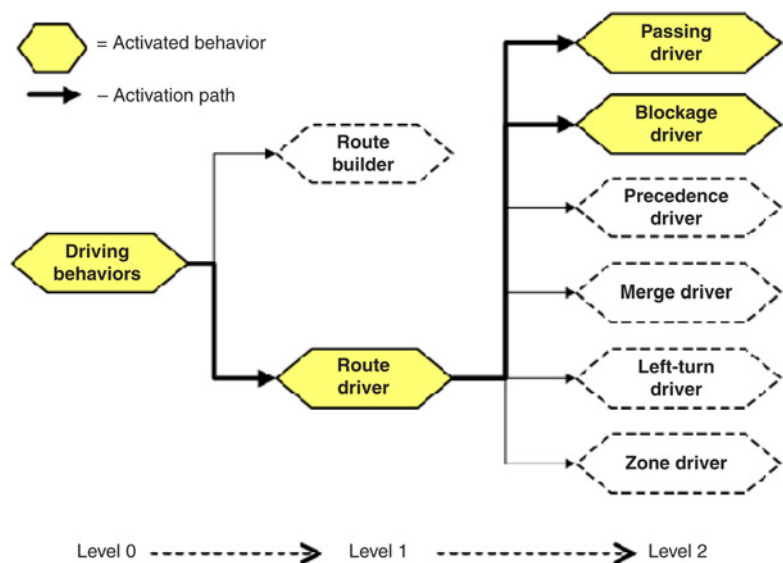 = Activated behavior
– Activation path
Passing
driver
Blockage
driver
Route
builder
Precedence
driver
Driving
behaviors
Merge driver
Route
driver
Left-turn
driver
Zone driver
Level 0
Level 1
Level 2